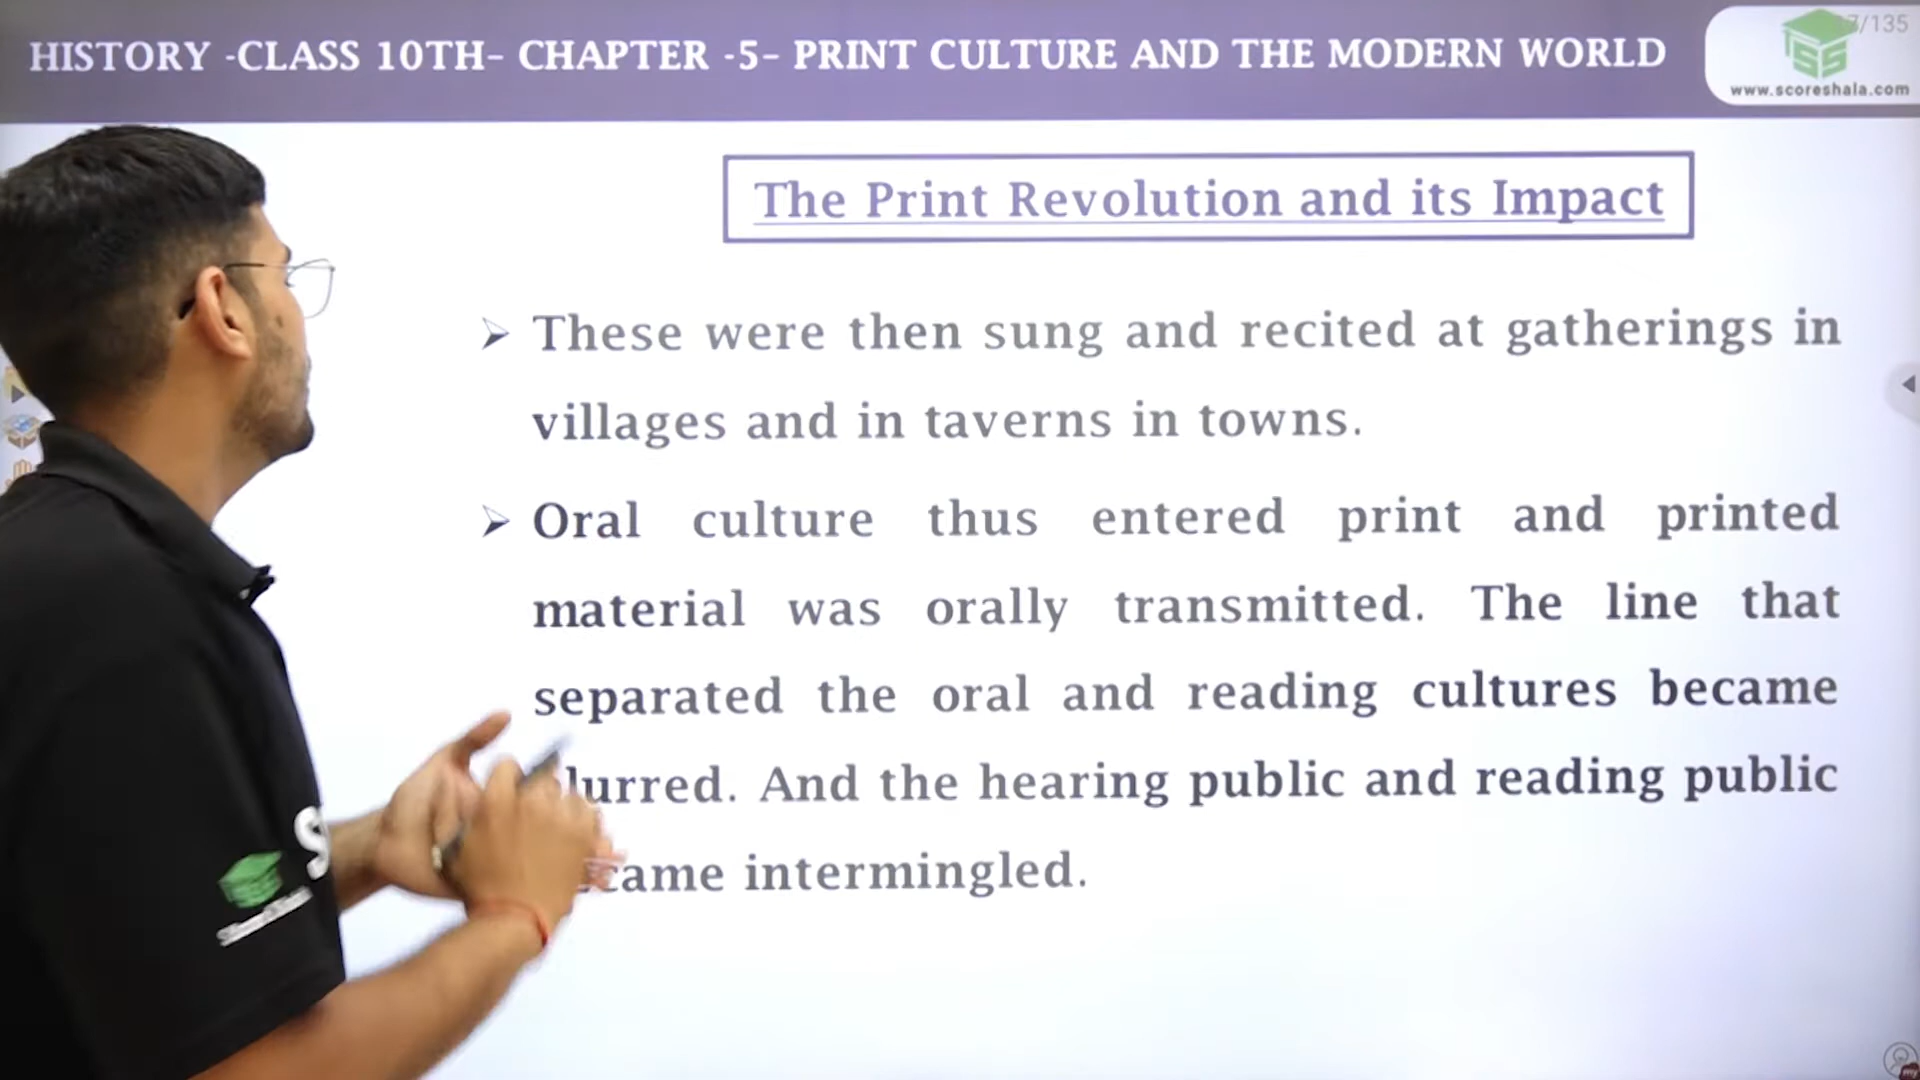 HISTORY -CLASS 10TH– CHAPTER -5– PRINT CULTURE AND THE MODERN WORLD
/135
www.scoreshala.com
The Print Revolution and its Impact
➢ These were then sung and recited at gatherings in
villages and in taverns in towns.
➢ Oral culture thus entered print and printed
material was orally transmitted. The line that
separated the oral and reading cultures became
lurred. And the hearing public and reading public
came intermingled.